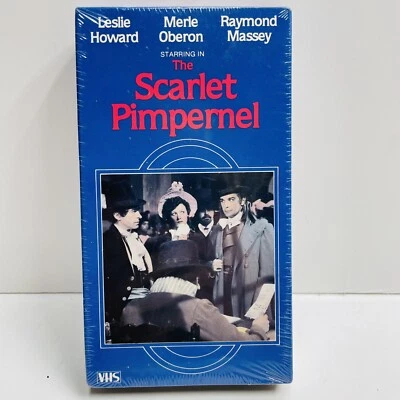 Leslie Merle Raymond
Howard Oberon Massey
STARRING IN
The
Scarlet
Pimpernel
VHS